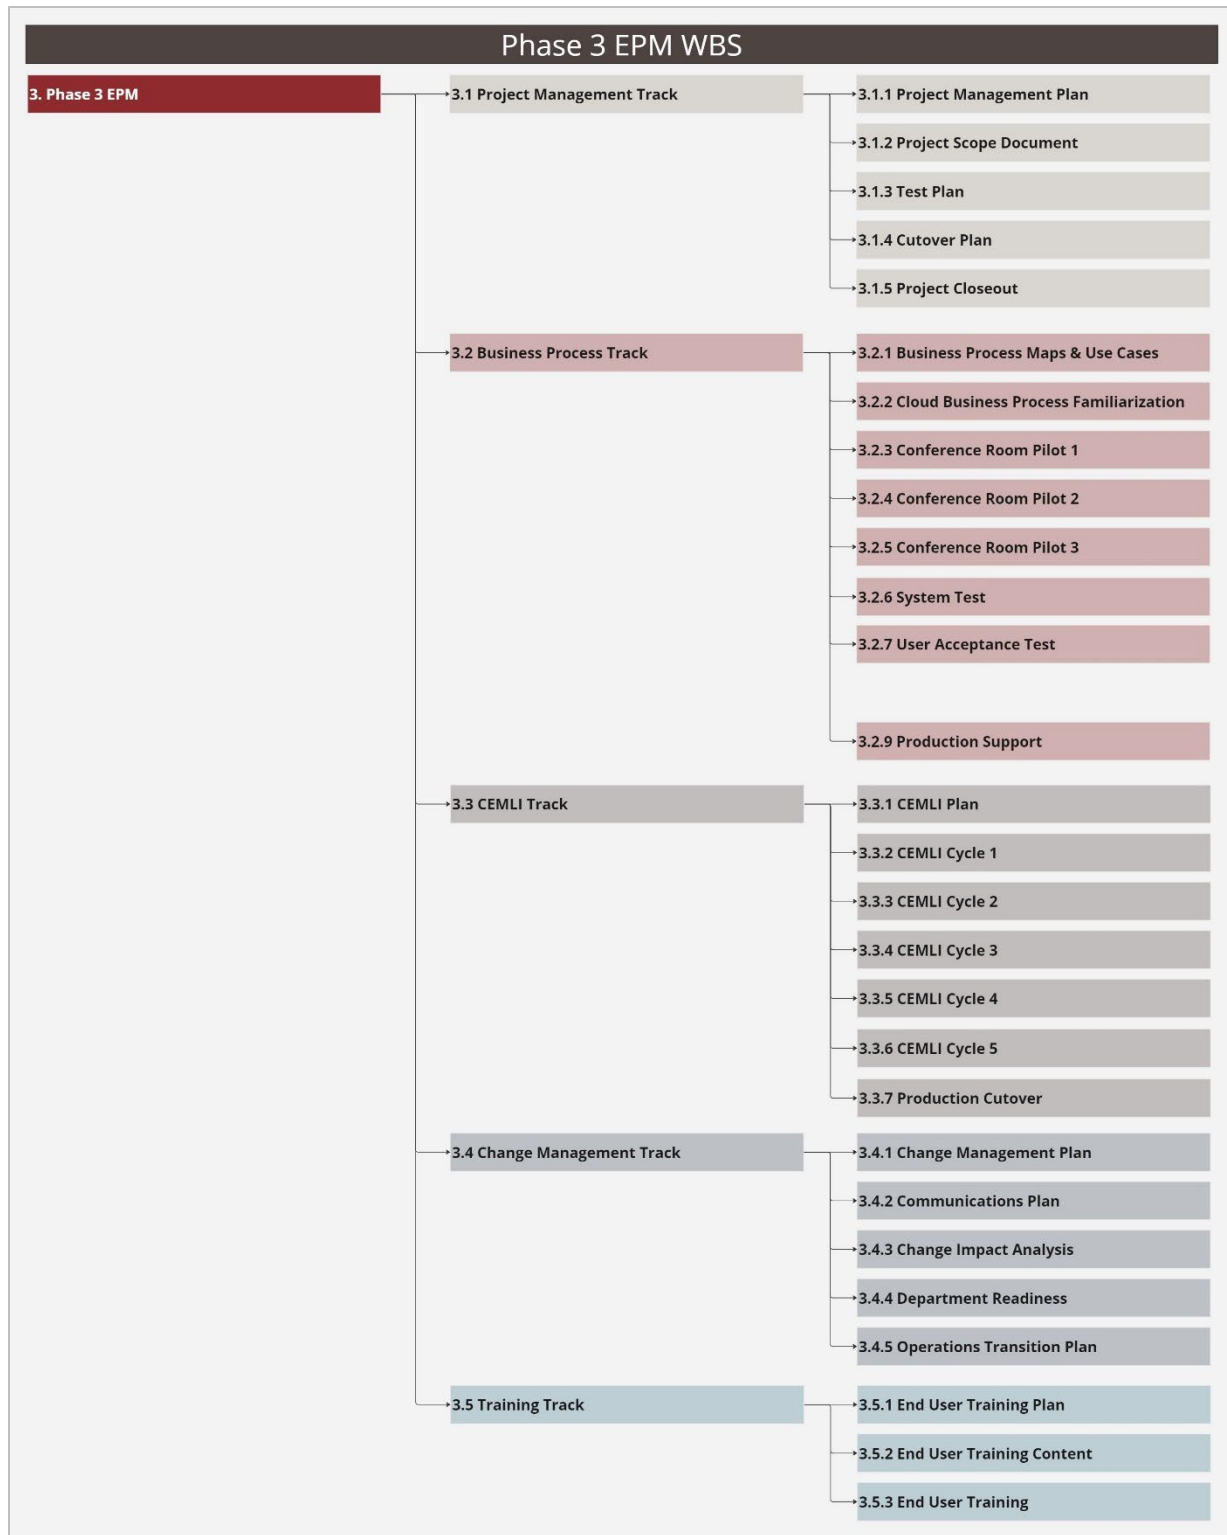 Phase 3 EPM WBS
3. Phase 3 EPM
3.1 Project Management Track
3.1.1 Project Management Plan
3.1.2 Project Scope Document
3.1.3 Test Plan
3.1.4 Cutover Plan
3.1.5 Project Closeout
3.2 Business Process Track
3.2.1 Business Process Maps & Use Cases
3.2.2 Cloud Business Process Familiarization
3.2.3 Conference Room Pilot 1
3.2.4 Conference Room Pilot 2
3.2.5 Conference Room Pilot 3
3.2.6 System Test
3.2.7 User Acceptance Test
3.2.9 Production Support
3.3 CEMLI Track
3.3.1 CEMLI Plan
3.3.2 CEMLI Cycle 1
3.3.3 CEMLI Cycle 2
3.3.4 CEMLI Cycle 3
3.3.5 CEMLI Cycle 4
3.3.6 CEMLI Cycle 5
3.3.7 Production Cutover
3.4 Change Management Track
3.4.1 Change Management Plan
3.4.2 Communications Plan
3.4.3 Change Impact Analysis
3.4.4 Department Readiness
3.4.5 Operations Transition Plan
3.5 Training Track
3.5.1 End User Training Plan
3.5.2 End User Training Content
3.5.3 End User Training